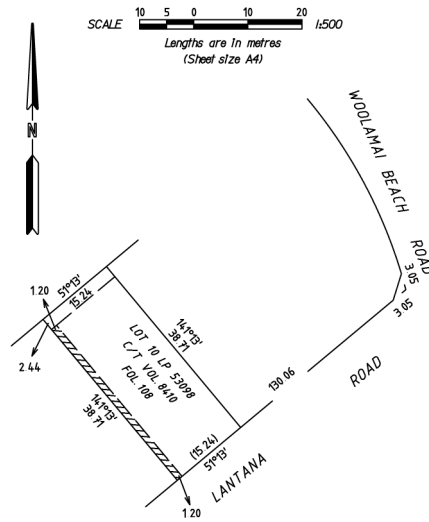 SCALE 10 5 0 10 20 1:500
Lengths are in metres
(Sheet size A4)
N
WOOLAMAI BEACH ROAD
3.05
3.05
1.20
51°13'
15.24
2.44
141°13'
38 71
LOT 10 LP 53098
C/T VOL. 8410
FOL. 108
141°13'
38 71
130.06
ROAD
(15 24)
51°13'
LANTANA
1.20